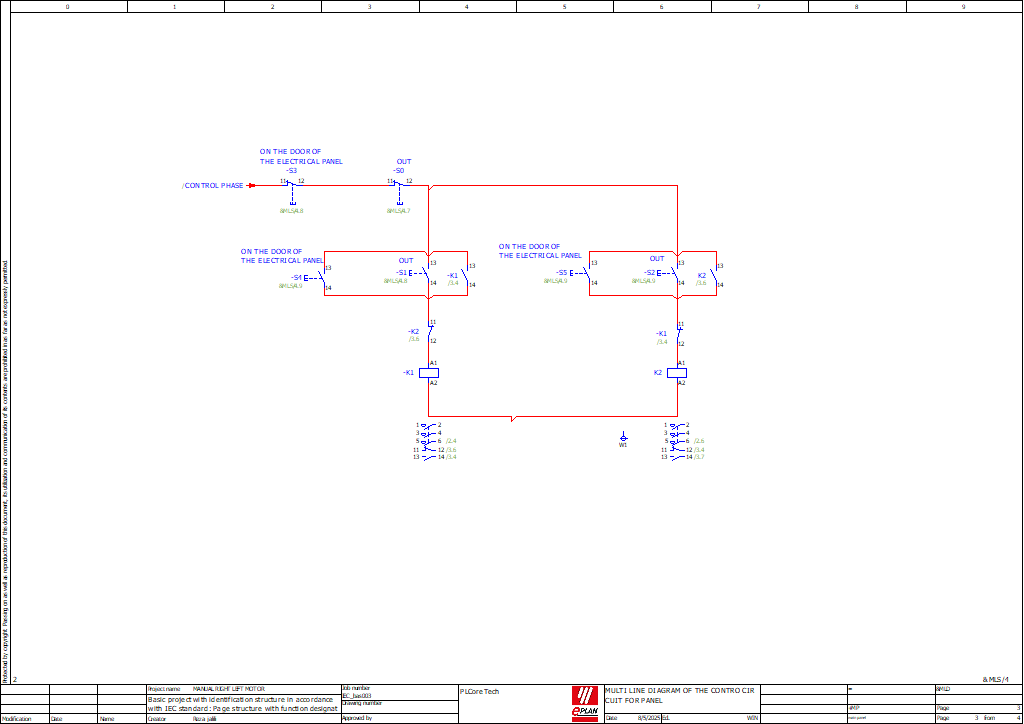 0 1 2 3 4 5 6 7 8 9
ON THE DOOR OF
THE ELECTRICAL PANEL
-S3
OUT
-S0
/CONTROL PHASE
11 12
11 12
&MLS/4.8
&MLS/4.7
ON THE DOOR OF
THE ELECTRICAL PANEL
-S4
&MLS/4.9
13
14
OUT
-S1
&MLS/4.8
13
14
-K1
/3.4
13
14
ON THE DOOR OF
THE ELECTRICAL PANEL
-S5
&MLS/4.9
13
14
OUT
-S2
&MLS/4.9
13
14
K2
/3.6
13
14
-K2
/3.6
11
12
-K1
/3.4
11
12
-K1
A1
A2
K2
A1
A2
1 2
3 4
5 6 /2.4
11 12 /3.6
13 14 /3.4
W1
1 2
3 4
5 6 /2.6
11 12 /3.4
13 14 /3.7
Protected by copyright. Passing on as well as reproduction of this document, its utilisation and communication of its contents are prohibited in as far as not expressly permitted.
2
&MLS/4
Modification Date Name
Project name MANUAL RIGHT LEFT MOTOR
Basic project with identification structure in accordance
with IEC standard: Page structure with function designat
Creator Reza jalili
Job number
IEC_bas003
Drawing number
Approved by
PLCore Tech
ePLAN
MULTI LINE DIAGRAM OF THE CONTRO CIR
CUIT FOR PANEL
Date 8/5/2025 Ed. WIN
=
&MLD
Page 3
main panel
Page 3 from 4